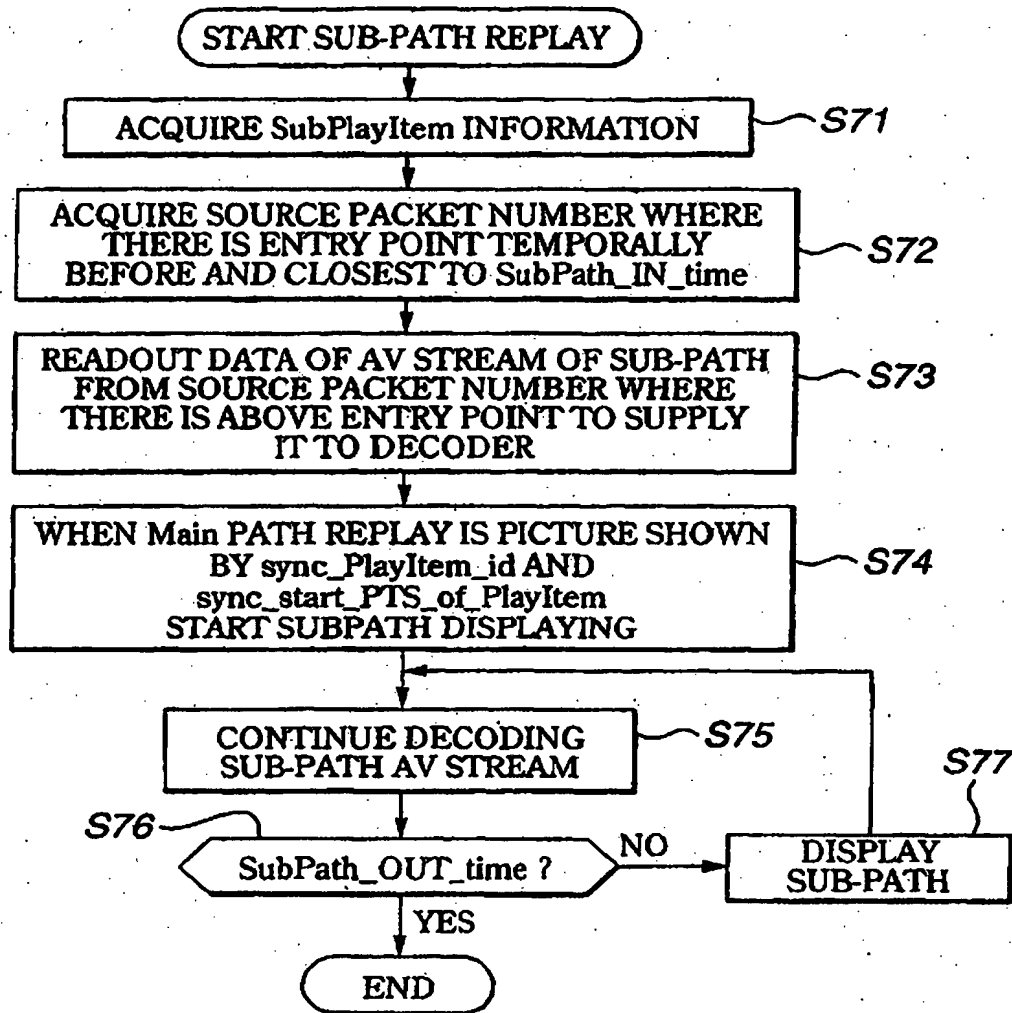 START SUB-PATH REPLAY
ACQUIRE SubPlayItem INFORMATION
S71
ACQUIRE SOURCE PACKET NUMBER WHERE
THERE IS ENTRY POINT TEMPORALLY
BEFORE AND CLOSEST TO SubPath_IN_time
S72
READOUT DATA OF AV STREAM OF SUB-PATH
FROM SOURCE PACKET NUMBER WHERE
THERE IS ABOVE ENTRY POINT TO SUPPLY
IT TO DECODER
S73
WHEN Main PATH REPLAY IS PICTURE SHOWN
BY sync_PlayItem_id AND
sync_start_PTS_of_PlayItem
START SUBPATH DISPLAYING
S74
CONTINUE DECODING
SUB-PATH AV STREAM
S75
S76
SubPath_OUT_time ?
NO
S77
DISPLAY
SUB-PATH
YES
END